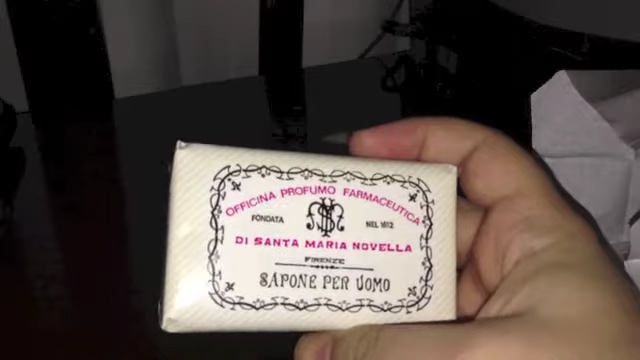 OFFICINA PROFUMO FARMACEUTICA
FONDATA NEL 1612
DI SANTA MARIA NOVELLA
FIRENZE
SAPONE PER UOMO